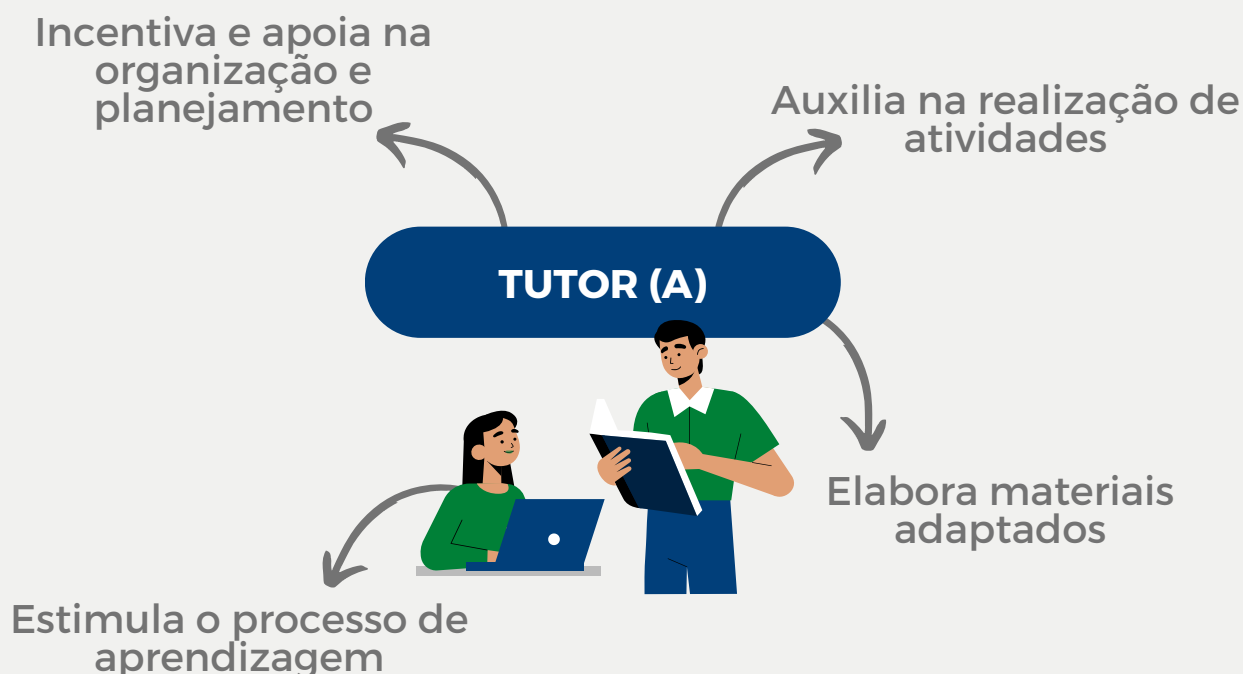 Incentiva e apoia na
organização e
planejamento
Auxilia na realização de
atividades
TUTOR (A)
Elabora materiais
adaptados
Estimula o processo de
aprendizagem